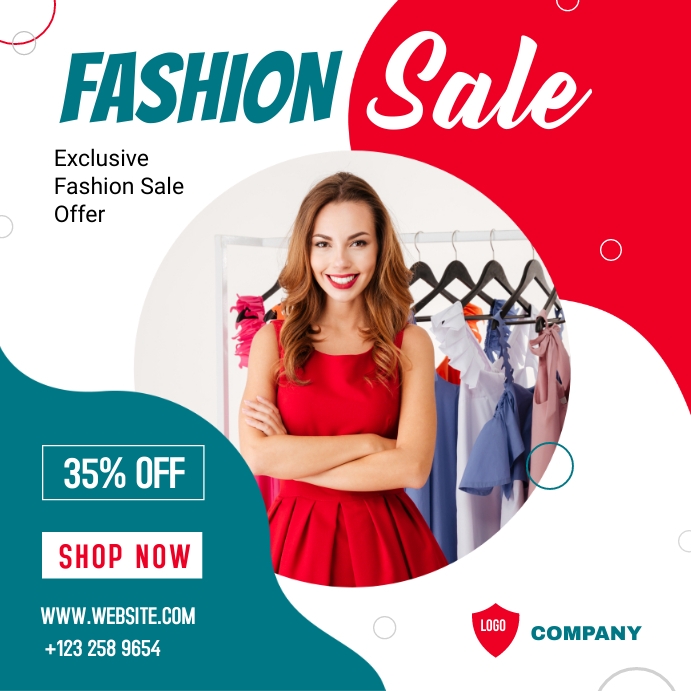 FASHION Sale
Exclusive
Fashion Sale
Offer
35% OFF
SHOP NOW
WWW.WEBSITE.COM
+123 258 9654
LOGO
COMPANY